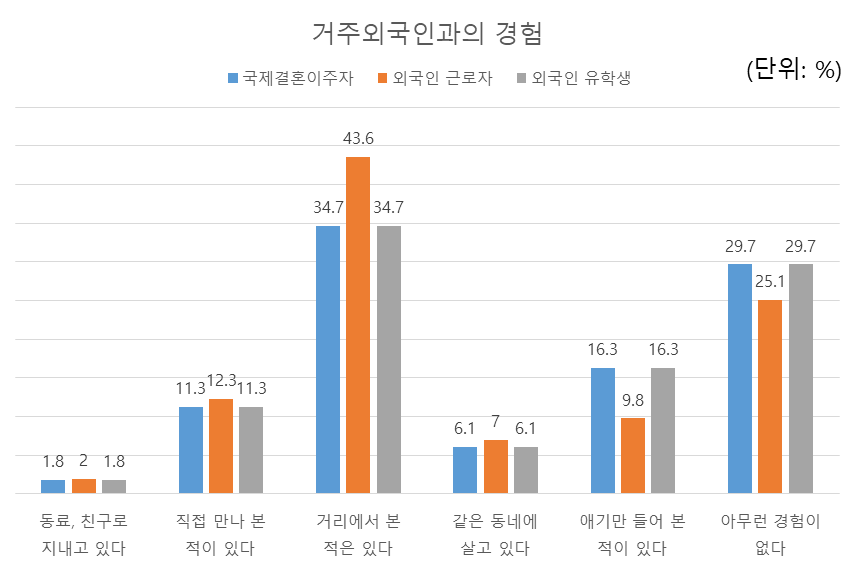 거주외국인과의 경험
(단위: %)
국제결혼이주자 외국인 근로자 외국인 유학생
1.8 2 1.8
11.3 12.3 11.3
34.7 43.6 34.7
6.1 7 6.1
16.3 9.8 16.3
29.7 25.1 29.7
동료, 친구로
지내고 있다
직접 만나 본
적이 있다
거리에서 본
적은 있다
같은 동네에
살고 있다
얘기만 들어 본
적이 있다
아무런 경험이
없다